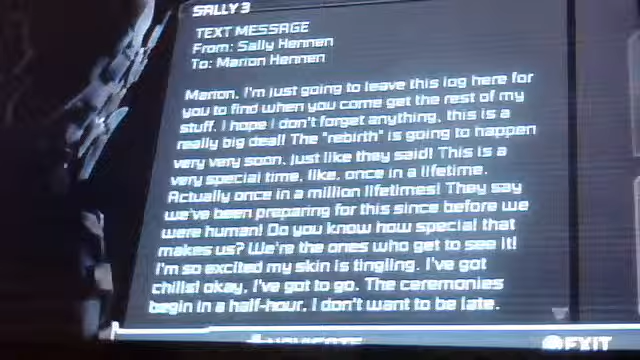 SALLY 3
TEXT MESSAGE
From: Sally Hennen
To: Marion Hennen
Marion, I'm just going to leave this log here for
you to find when you come get the rest of my
stuff. I hope I don't forget anything, this is a
really big deal! The "rebirth" is going to happen
very very soon, just like they said! This is a
very special time, like, once in a lifetime.
Actually once in a million lifetimes! They say
we've been preparing for this since before we
were human! Do you know how special that
makes us? We're the ones who get to see it!
I'm so excited my skin is tingling. I've got
chills! okay, I've got to go. The ceremonies
begin in a half-hour, I don't want to be late.
NAVIGATE
EXIT